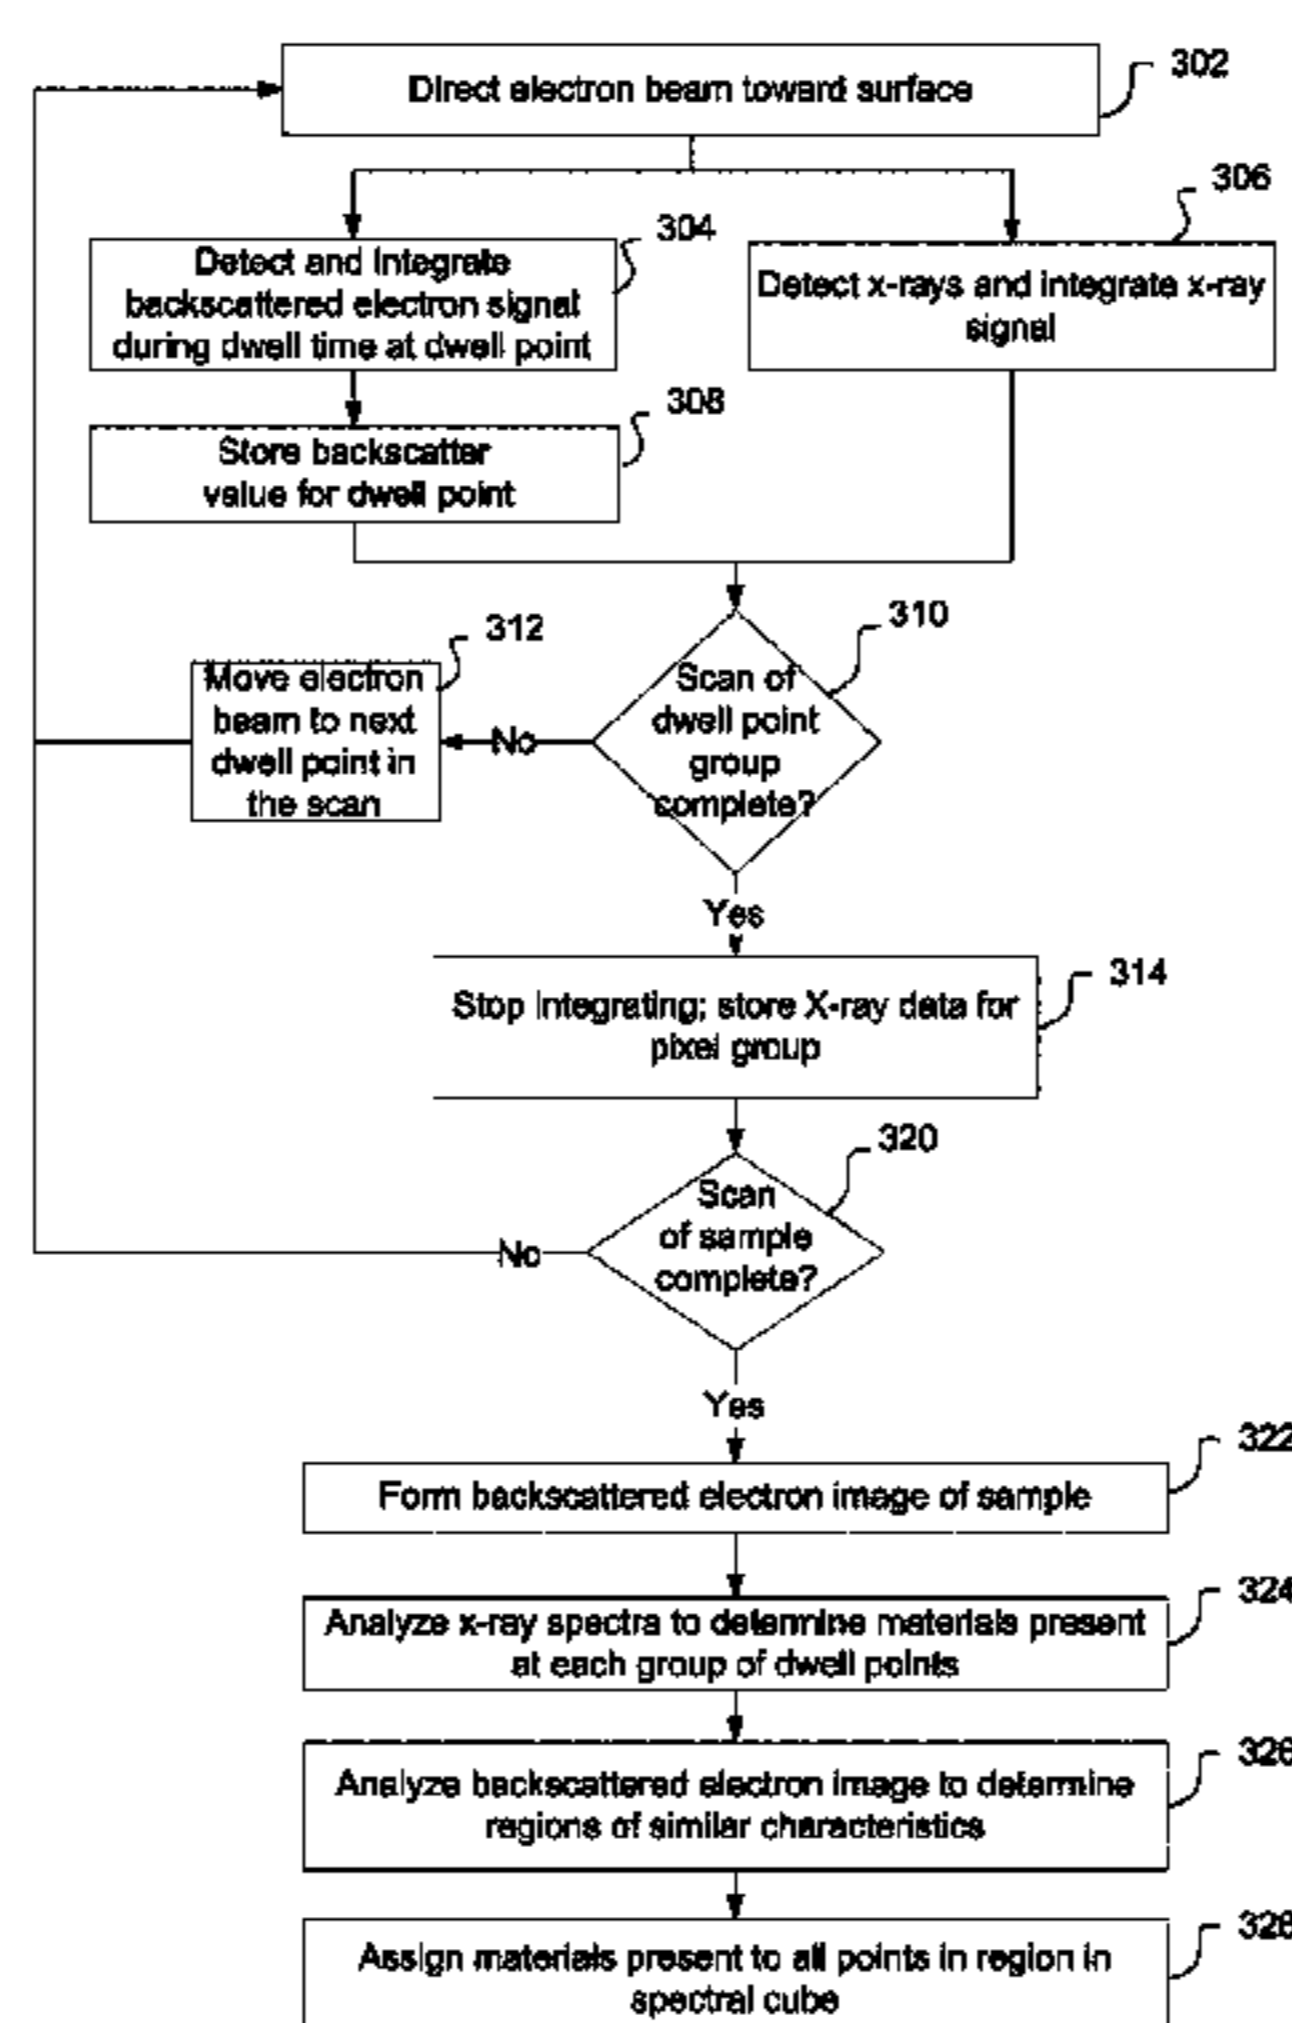 Direct electron beam toward surface
302
306
304
Detect and Integrate
backscattered electron signal
during dwell time at dwell point
Detect x-rays and integrate x-ray
signal
308
Store backscatter
value for dwell point
310
312
Move electron
beam to next
dwell point in
the scan
No
Scan of
dwell point
group
complete?
Yes
314
Stop Integrating; store X-ray data for
pixel group
320
Scan
of sample
complete?
No
Yes
322
Form backscattered electron image of sample
324
Analyze x-ray spectra to determine materials present
at each group of dwell points
326
Analyze backscattered electron image to determine
regions of similar characteristics
328
Assign materials present to all points in region in
spectral cube